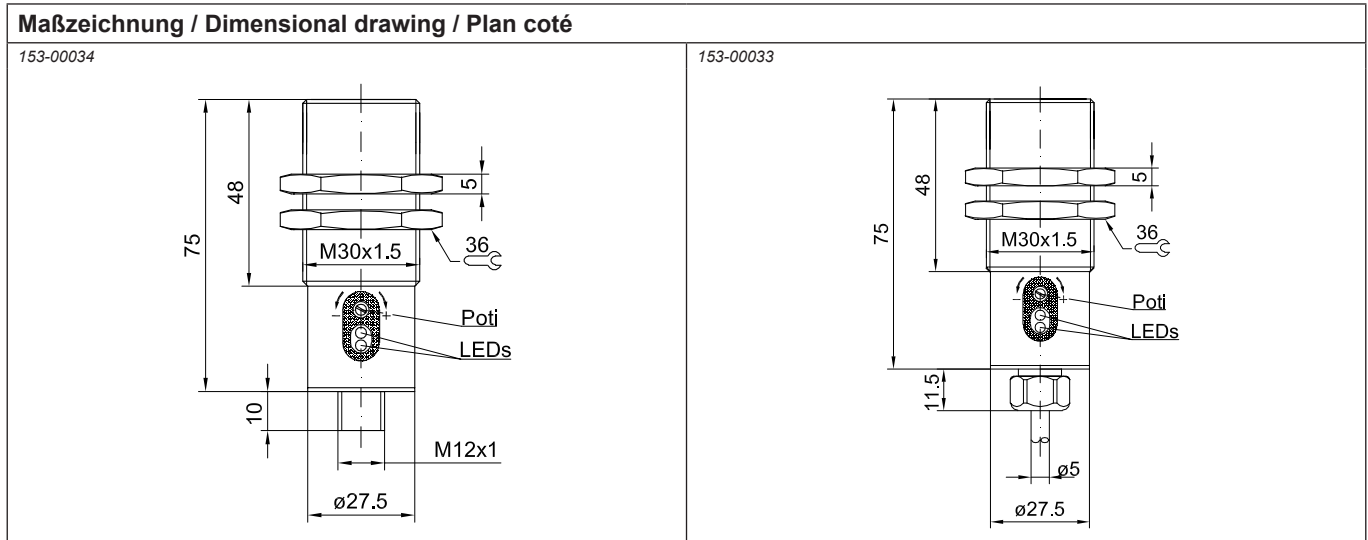 Maßzeichnung / Dimensional drawing / Plan coté
153-00034
75
48
5
M30x1.5
36
Poti
LEDs
10
M12x1
ø27.5
153-00033
75
48
5
M30x1.5
36
Poti
LEDs
11.5
ø5
ø27.5